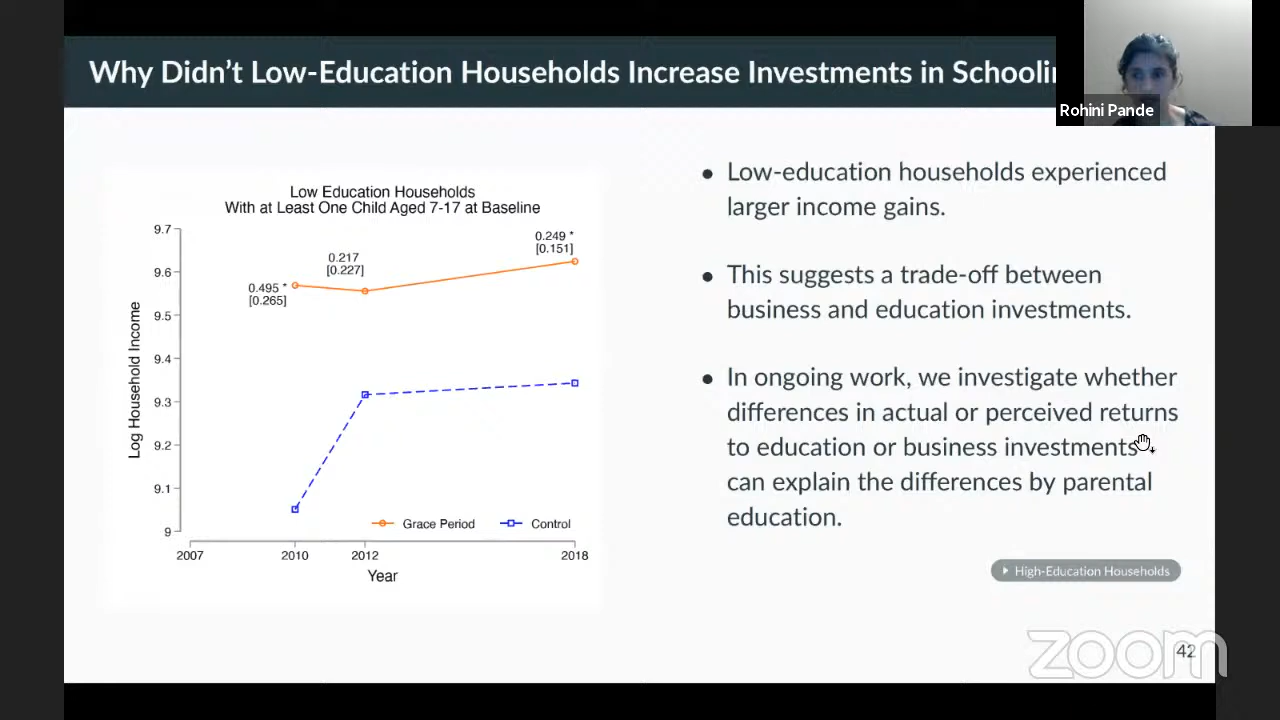 Why Didn't Low-Education Households Increase Investments in
Rohini Pande
Low Education Households
With at Least One Child Aged 7-17 at Baseline
9.7
9.6
9.5
9.4
9.3
9.2
9.1
9
Log Household Income
0.495 *
[0.265]
0.217
[0.227]
0.249 *
[0.151]
Grace Period
Control
2007
2010
2012
2018
Year
● Low-education households experienced
larger income gains.
● This suggests a trade-off between
business and education investments.
● In ongoing work, we investigate whether
differences in actual or perceived returns
to education or business investments
can explain the differences by parental
education.
High-Education Households
zoom
42